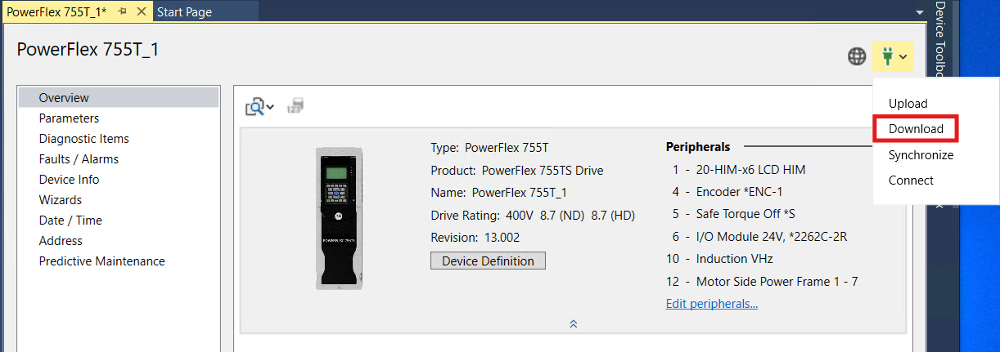 PowerFlex 755T_1*
Start Page
Device Toolbo
PowerFlex 755T_1
Upload
Download
Synchronize
Connect
Overview
Parameters
Diagnostic Items
Faults / Alarms
Device Info
Wizards
Date / Time
Address
Predictive Maintenance
123
POWERFLEX 755TS
Type: PowerFlex 755T
Product: PowerFlex 755TS Drive
Name: PowerFlex 755T_1
Drive Rating: 400V 8.7 (ND) 8.7 (HD)
Revision: 13.002
Device Definition
Peripherals
1 - 20-HIM-x6 LCD HIM
4 - Encoder *ENC-1
5 - Safe Torque Off *S
6 - I/O Module 24V, *2262C-2R
10 - Induction VHz
12 - Motor Side Power Frame 1 - 7
Edit peripherals...